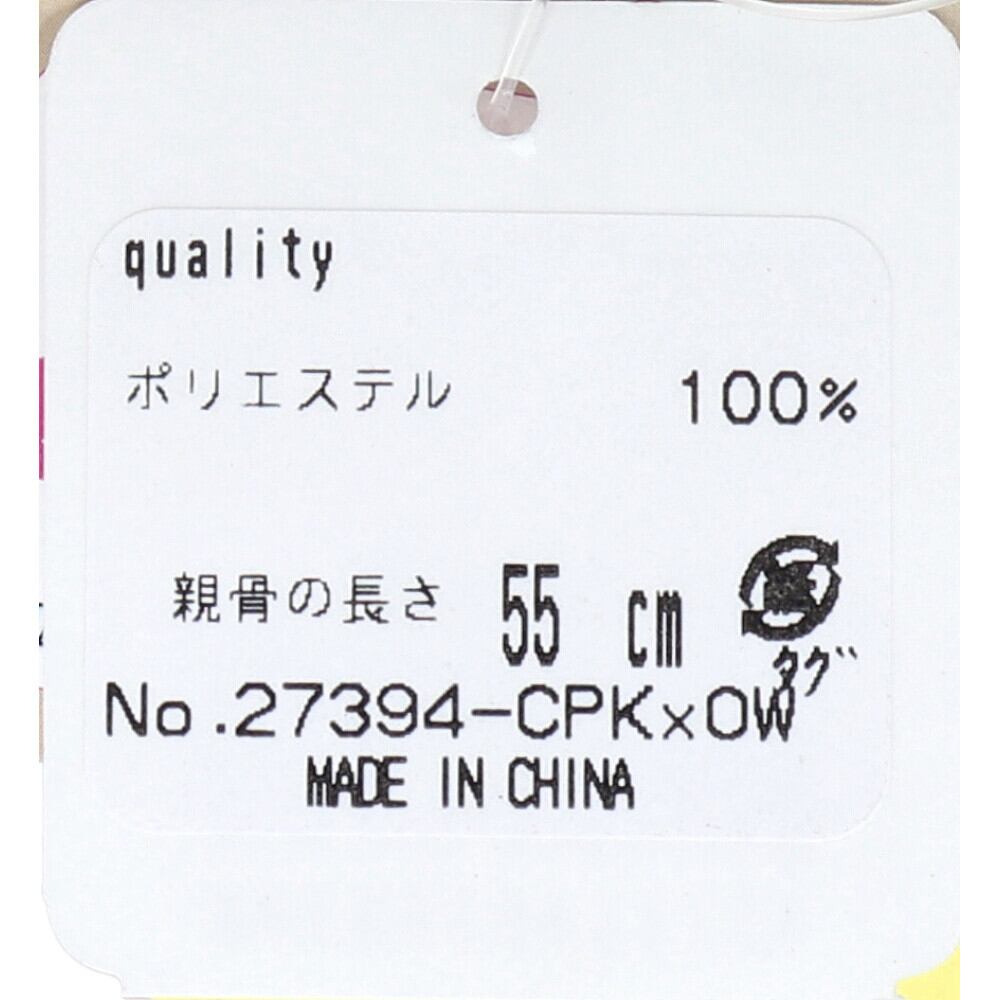 quality
ポリエステル 100%
親骨の長さ 55 cm
タグ
No.27394-CPK×OW
MADE IN CHINA